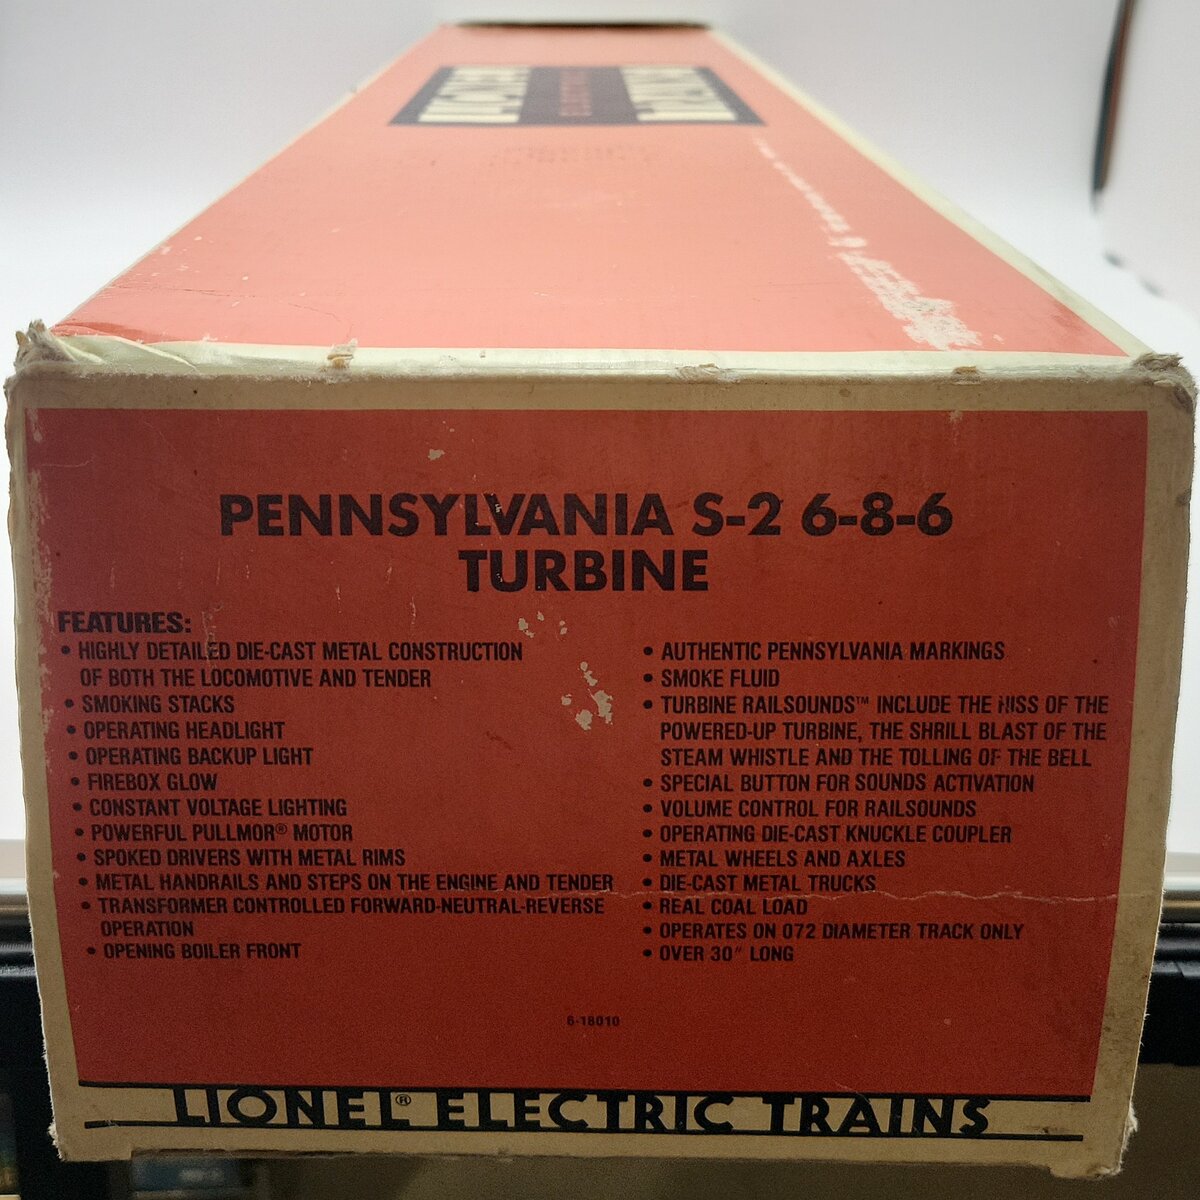 PENNSYLVANIA S-2 6-8-6
TURBINE
FEATURES:
• HIGHLY DETAILED DIE-CAST METAL CONSTRUCTION
OF BOTH THE LOCOMOTIVE AND TENDER
• SMOKING STACKS
• OPERATING HEADLIGHT
• OPERATING BACKUP LIGHT
• FIREBOX GLOW
• CONSTANT VOLTAGE LIGHTING
• POWERFUL PULLMOR® MOTOR
• SPOKED DRIVERS WITH METAL RIMS
• METAL HANDRAILS AND STEPS ON THE ENGINE AND TENDER
• TRANSFORMER CONTROLLED FORWARD-NEUTRAL-REVERSE
OPERATION
• OPENING BOILER FRONT
• AUTHENTIC PENNSYLVANIA MARKINGS
• SMOKE FLUID
• TURBINE RAILSOUNDS™ INCLUDE THE HISS OF THE
POWERED-UP TURBINE, THE SHRILL BLAST OF THE
STEAM WHISTLE AND THE TOLLING OF THE BELL
• SPECIAL BUTTON FOR SOUNDS ACTIVATION
• VOLUME CONTROL FOR RAILSOUNDS
• OPERATING DIE-CAST KNUCKLE COUPLER
• METAL WHEELS AND AXLES
• DIE-CAST METAL TRUCKS
• REAL COAL LOAD
• OPERATES ON 072 DIAMETER TRACK ONLY
• OVER 30" LONG
6-18010
LIONEL® ELECTRIC TRAINS